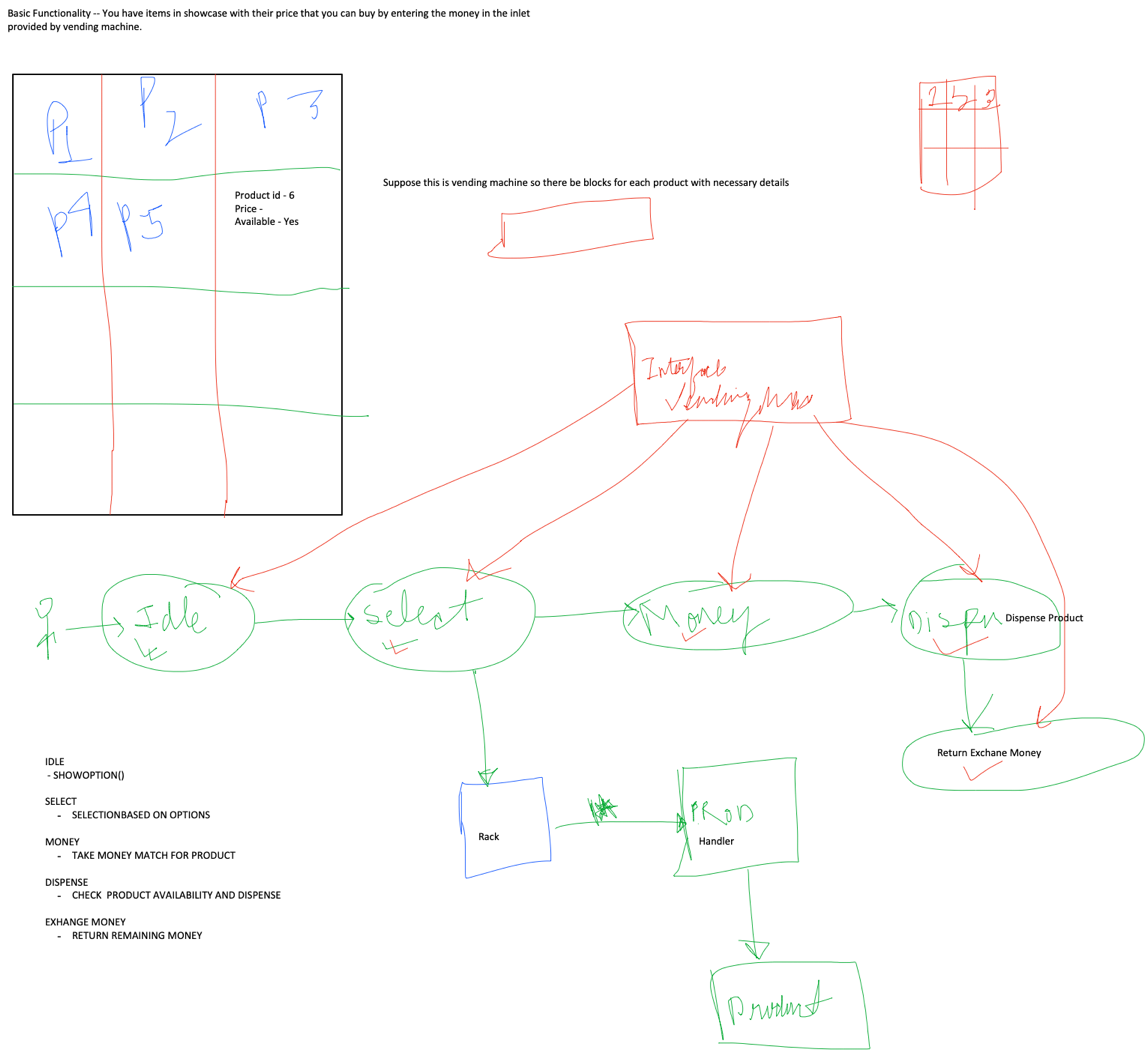 Basic Functionality -- You have items in showcase with their price that you can buy by entering the money in the inlet
provided by vending machine.
P1
P2
P 3
1
2
Suppose this is vending machine so there be blocks for each product with necessary details
P4
P5
Product id - 6
Price -
Available - Yes
Vending
Idle
Select
Money
Dispen
Dispense Product
Return Exchane Money
IDLE
- SHOWOPTION()
SELECT
- SELECTIONBASED ON OPTIONS
MONEY
- TAKE MONEY MATCH FOR PRODUCT
DISPENSE
- CHECK PRODUCT AVAILABILITY AND DISPENSE
EXHANGE MONEY
- RETURN REMAINING MONEY
Rack
PROD
Handler
Product